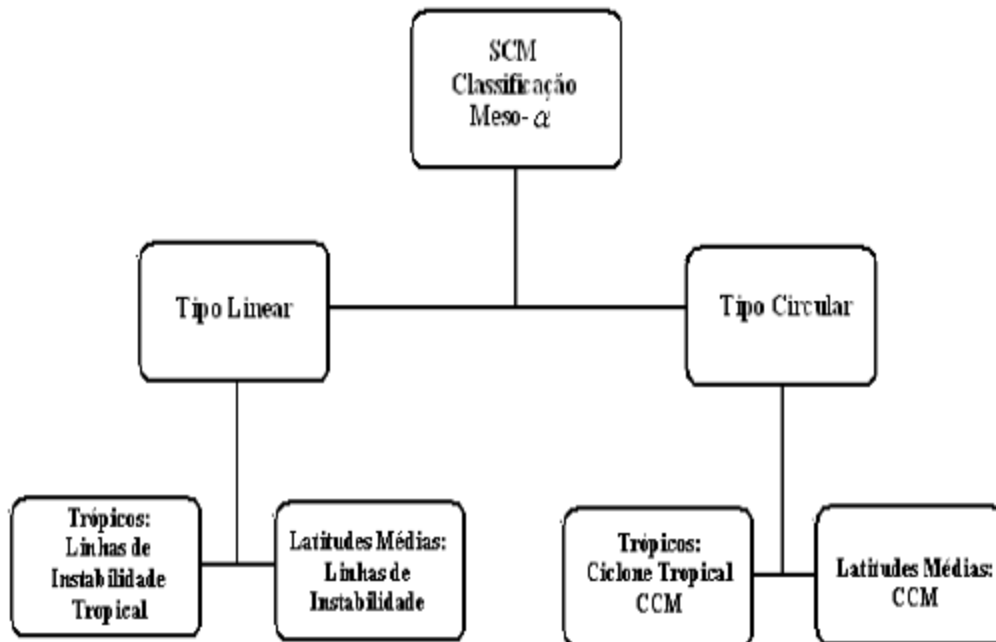 SCM
Classificação
Meso- α
Tipo Linear
Tipo Circular
Trópicos:
Linhas de
Instabilidade
Tropical
Latitudes Médias:
Linhas de
Instabilidade
Trópicos:
Ciclone Tropical
CCM
Latitudes Médias:
CCM